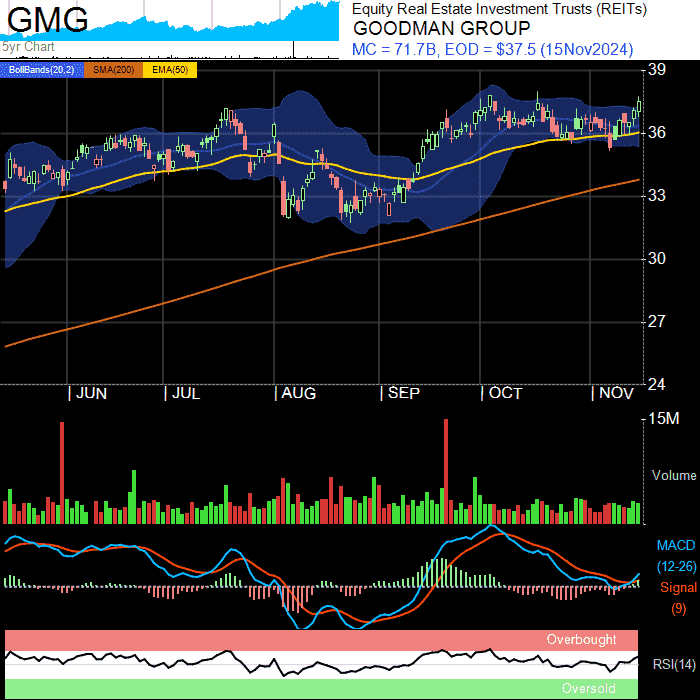 GMG
5yr Chart
Equity Real Estate Investment Trusts (REITs)
GOODMAN GROUP
MC = 71.7B, EOD = $37.5 (15Nov2024)
BollBands(20,2) SMA(200) EMA(50)
39
36
33
30
27
24
JUN JUL AUG SEP OCT NOV
15M
Volume
MACD
(12-26)
Signal
(9)
Overbought
RSI(14)
Oversold